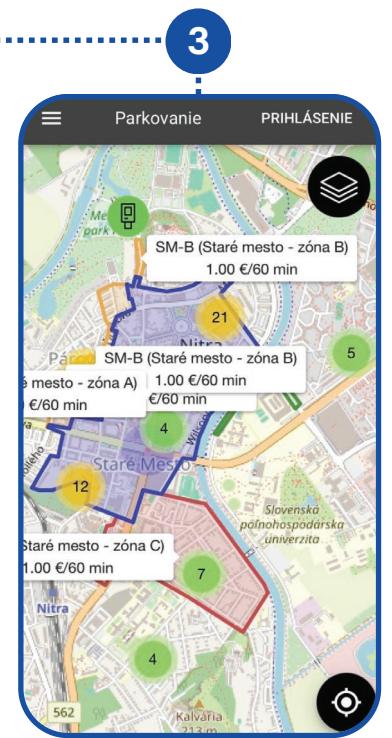 3
Parkovanie
PRIHLÁSENIE
SM-B (Staré mesto - zóna B)
1.00 €/60 min
21
Nitra
5
SM-B (Staré mesto - zóna B)
1.00 €/60 min
mesto - zóna A)
€/60 min
€/60 min
4
Staré Mesto
12
Slovenská
poľnohospodárska
univerzita
Staré mesto - zóna C)
1.00 €/60 min
7
Nitra
4
562
Kalvária
213 m